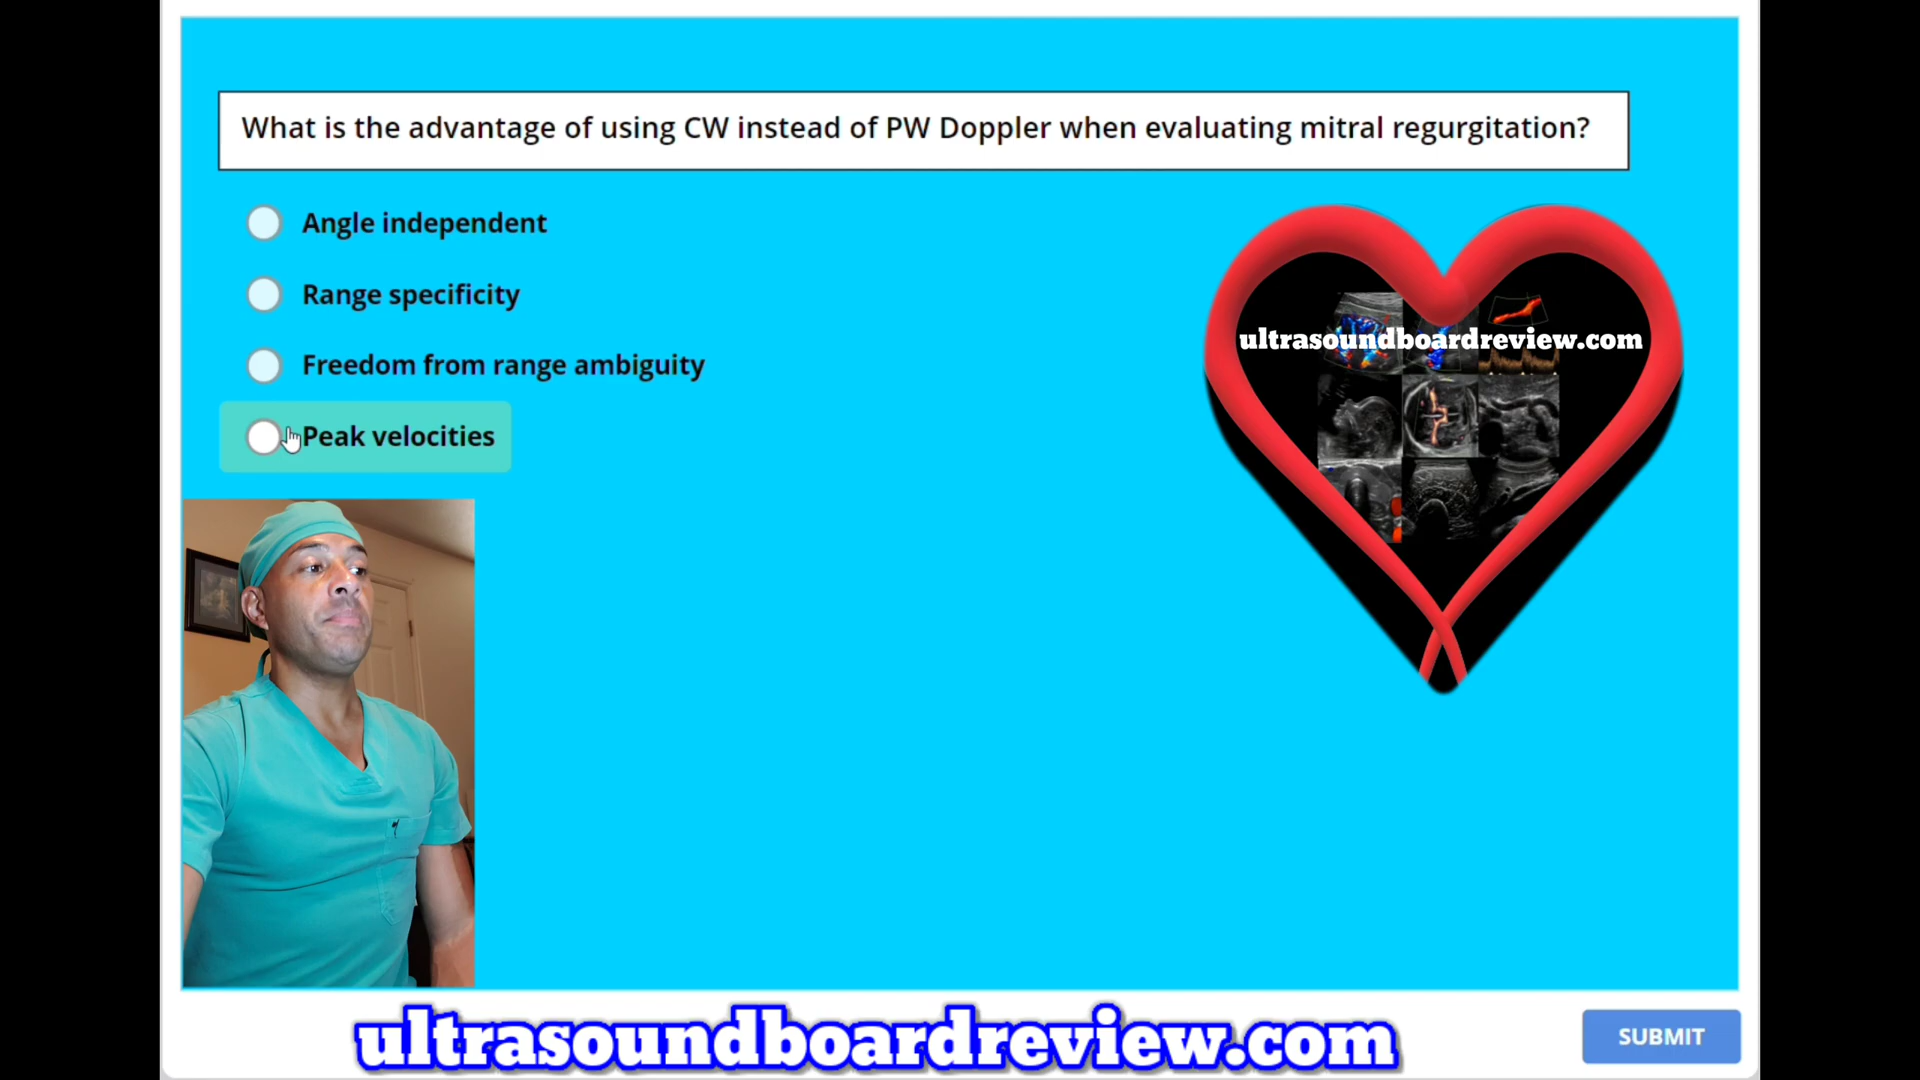 What is the advantage of using CW instead of PW Doppler when evaluating mitral regurgitation?
Angle independent
Range specificity
Freedom from range ambiguity
Peak velocities
ultrasoundboardreview.com
ultrasoundboardreview.com
SUBMIT